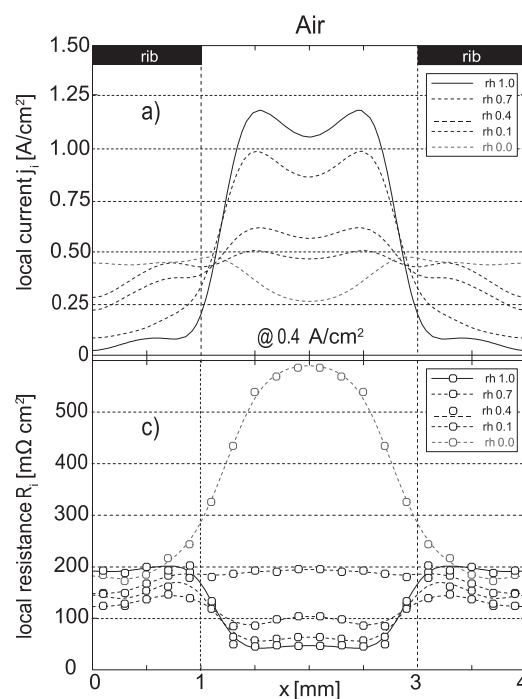 Air
1.50
rib
rib
1.25
a)
rh 1.0
rh 0.7
rh 0.4
rh 0.1
rh 0.0
1.00
0.75
0.50
0.25
0
local current jᵢ [A/cm²]
@ 0.4 A/cm²
500
c)
rh 1.0
rh 0.7
rh 0.4
rh 0.1
rh 0.0
400
300
200
100
0
local resistance Rᵢ [mΩ cm²]
0
1
2
3
4
x [mm]